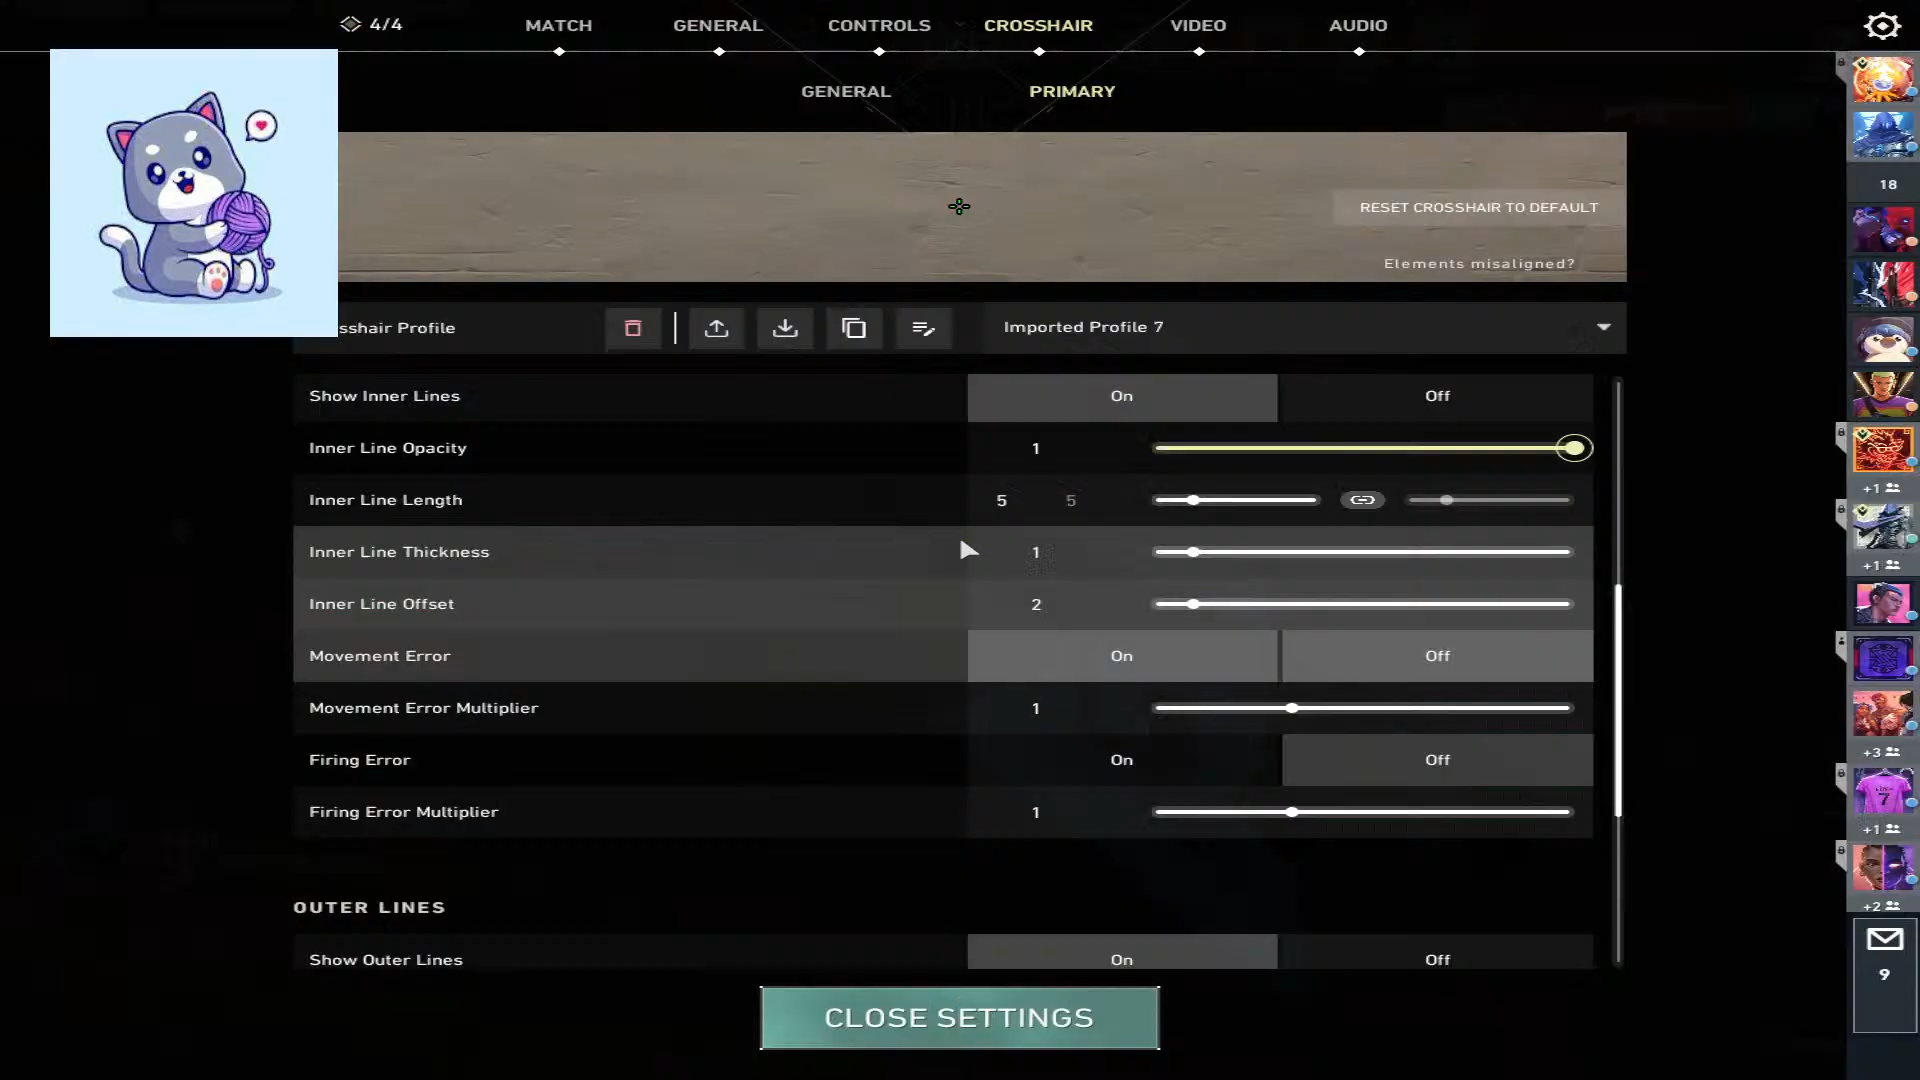 4/4
MATCH
GENERAL
CONTROLS
CROSSHAIR
VIDEO
AUDIO
GENERAL
PRIMARY
RESET CROSSHAIR TO DEFAULT
Elements misaligned?
sshair Profile
Imported Profile 7
Show Inner Lines On Off
Inner Line Opacity 1
Inner Line Length 5 5
Inner Line Thickness 1
Inner Line Offset 2
Movement Error On Off
Movement Error Multiplier 1
Firing Error On Off
Firing Error Multiplier 1
OUTER LINES
Show Outer Lines On Off
CLOSE SETTINGS
18
+1
+1
+3
7
+1
+2
9